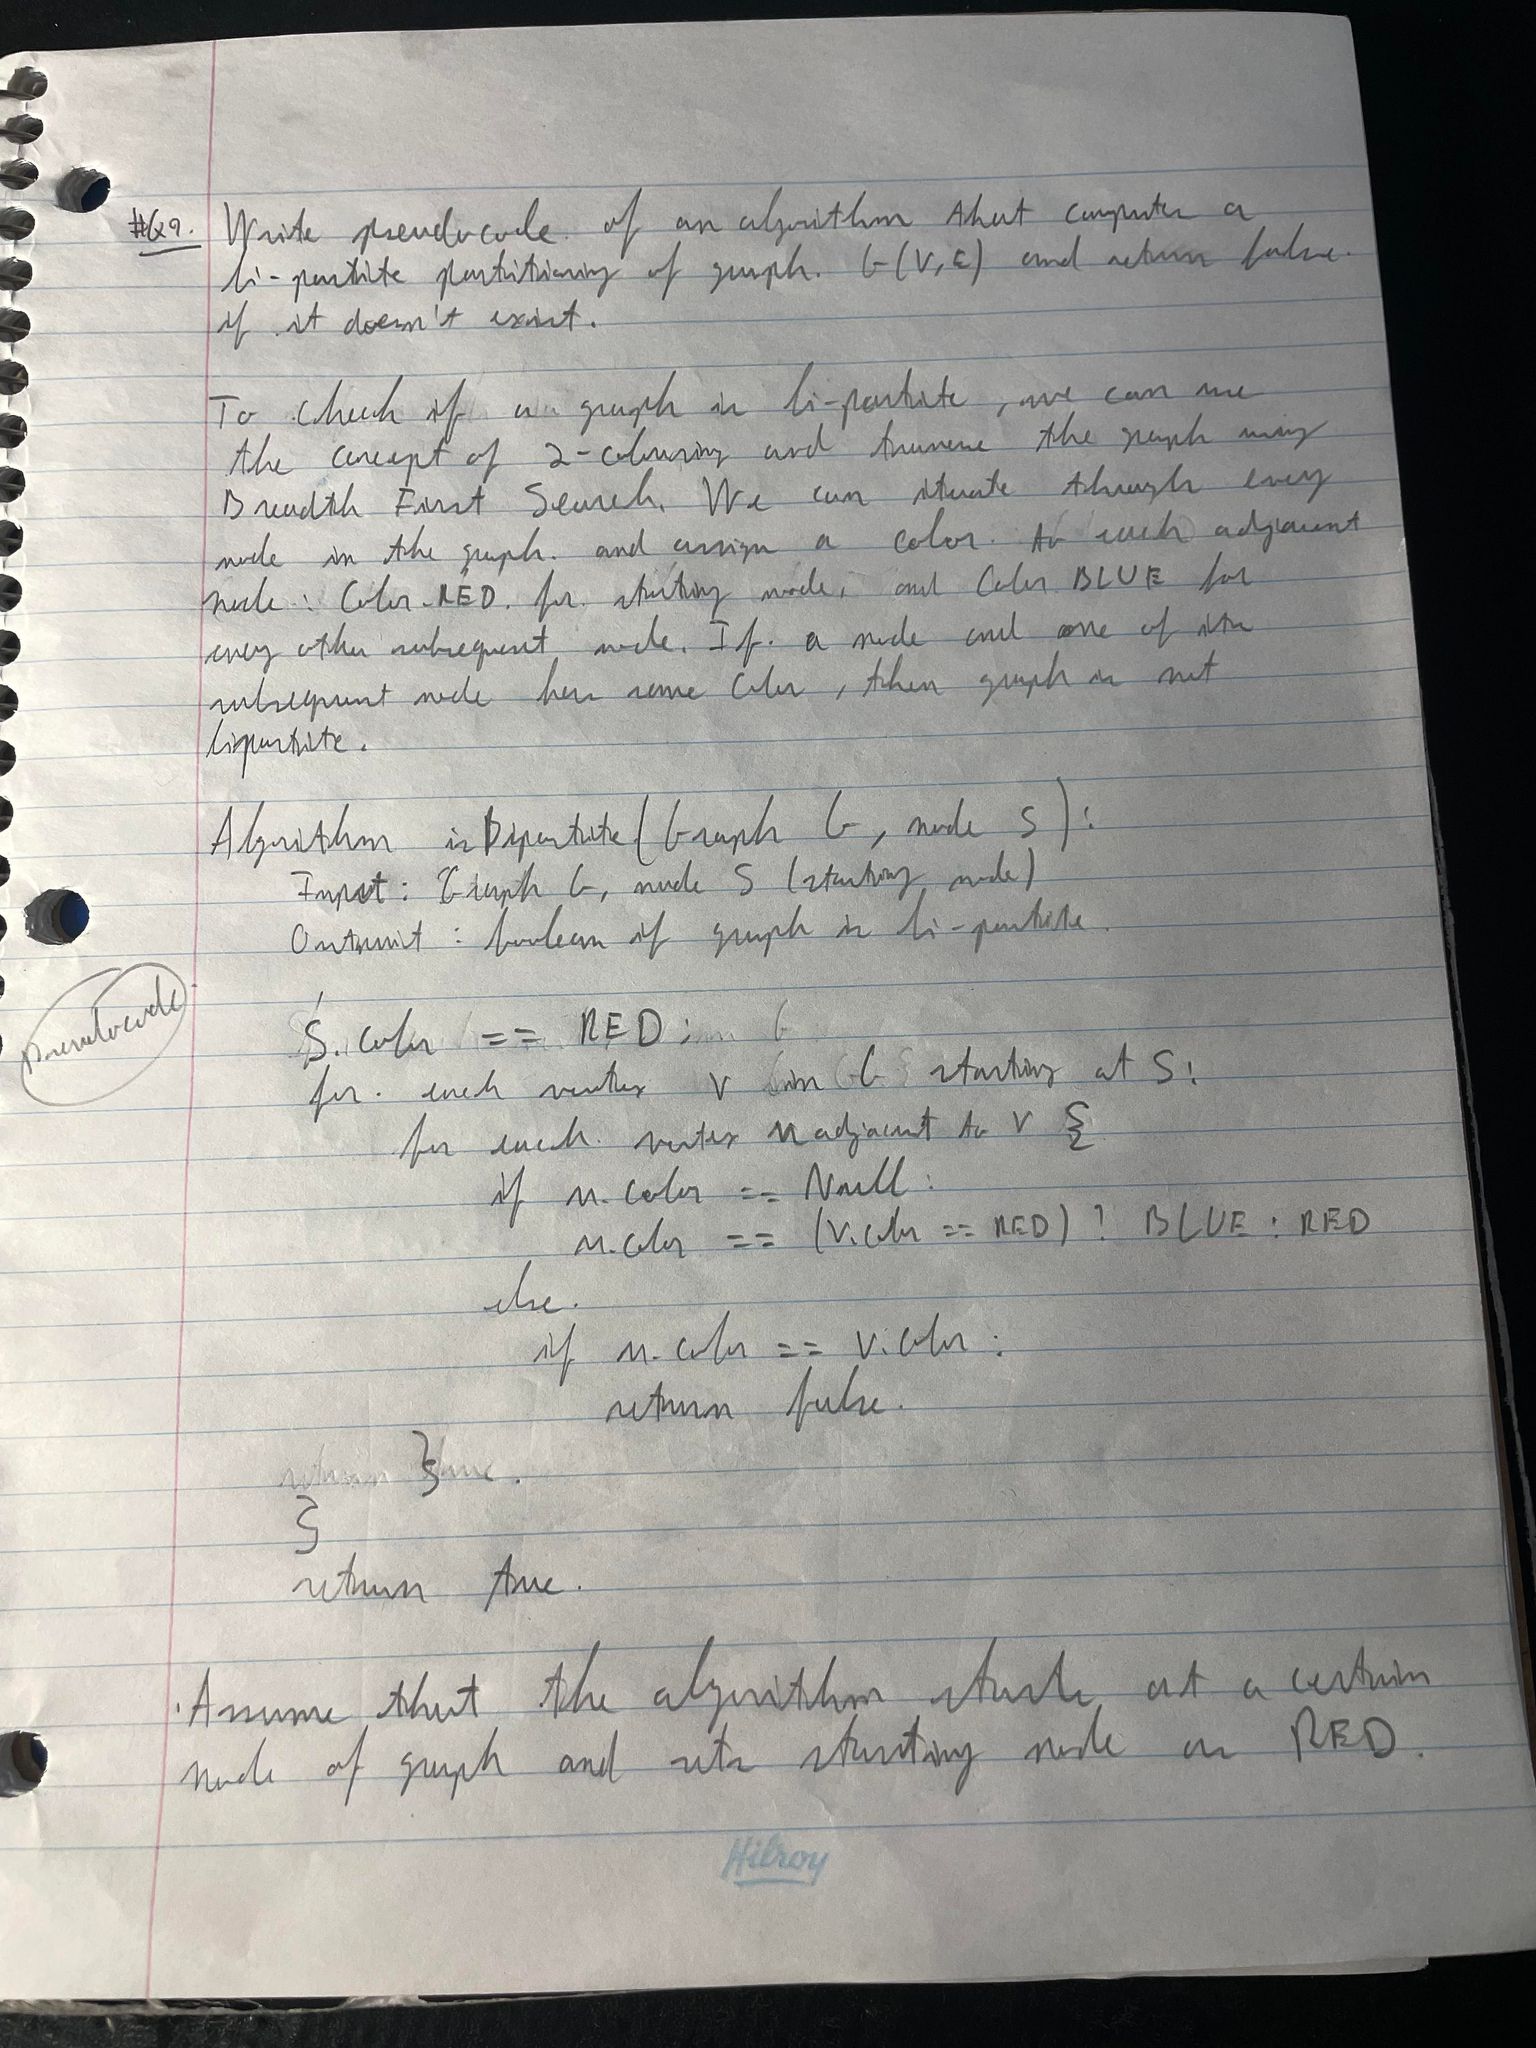 #Q9. Write pseudocode of an algorithm that computes a
bi-partite partitioning of graph. G(V,E) and return false.
if it doesn't exist.
To check if a graph is bi-partite, we can use
the concept of 2-colouring and traverse the graph using
Breadth First Search. We can iterate through every
node in the graph. and assign a color to each adjacent
node: Color RED. for starting node, and Color BLUE for
every other subsequent node. If a node and one of its
subsequent node has same Color, then graph is not
bipartite.
Algorithm isBipartite(Graph G, node S):
Input: Graph G, node S (starting node)
Output: boolean if graph is bi-partite.
pseudocode
S. Color == RED;
for. each vertex v in G starting at S:
for each vertex u adjacent to v {
if u. color == Null:
u. color == (V. color == RED) ? BLUE : RED
else.
if u. color == V. color:
return false.
}
}
return true.
· Assume that the algorithm starts at a certain
node of graph and sets starting node as RED.
Hilroy